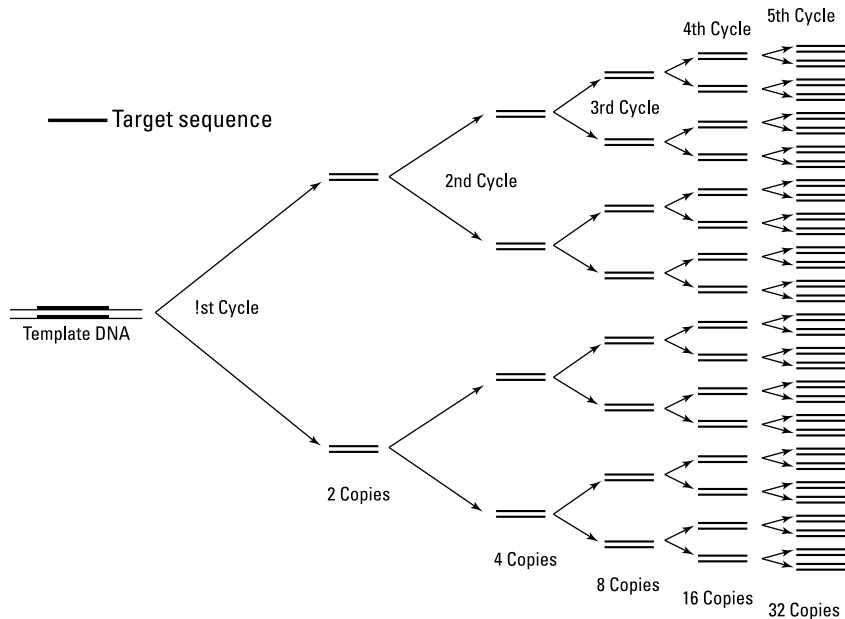 5th Cycle
4th Cycle
3rd Cycle
Target sequence
2nd Cycle
!st Cycle
Template DNA
2 Copies
4 Copies
8 Copies
16 Copies
32 Copies